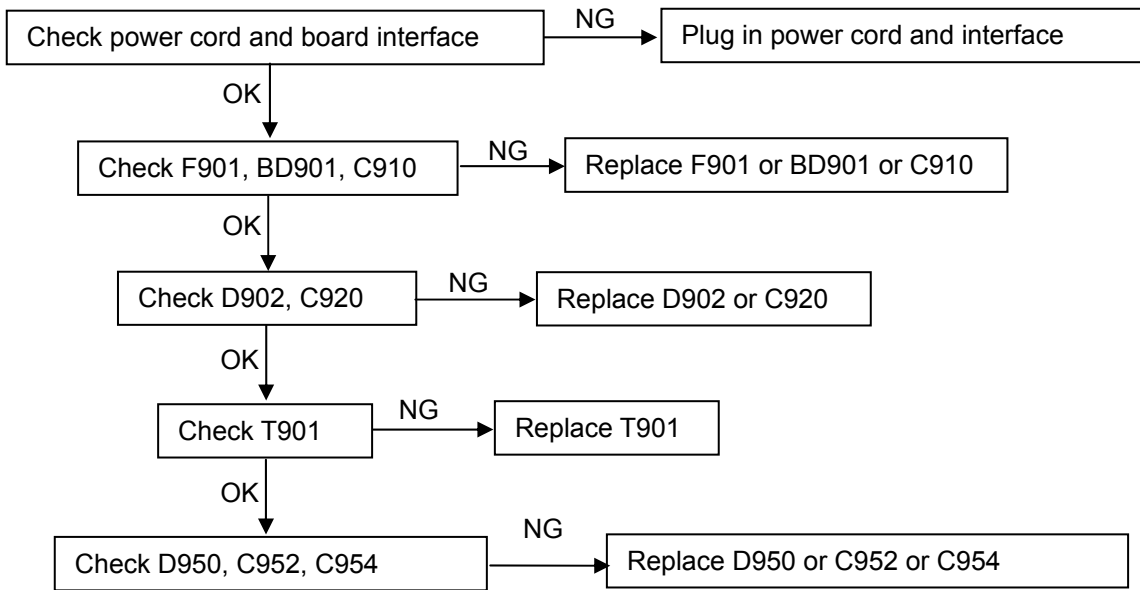 Check power cord and board interface
NG
Plug in power cord and interface
OK
Check F901, BD901, C910
NG
Replace F901 or BD901 or C910
OK
Check D902, C920
NG
Replace D902 or C920
OK
Check T901
NG
Replace T901
OK
Check D950, C952, C954
NG
Replace D950 or C952 or C954